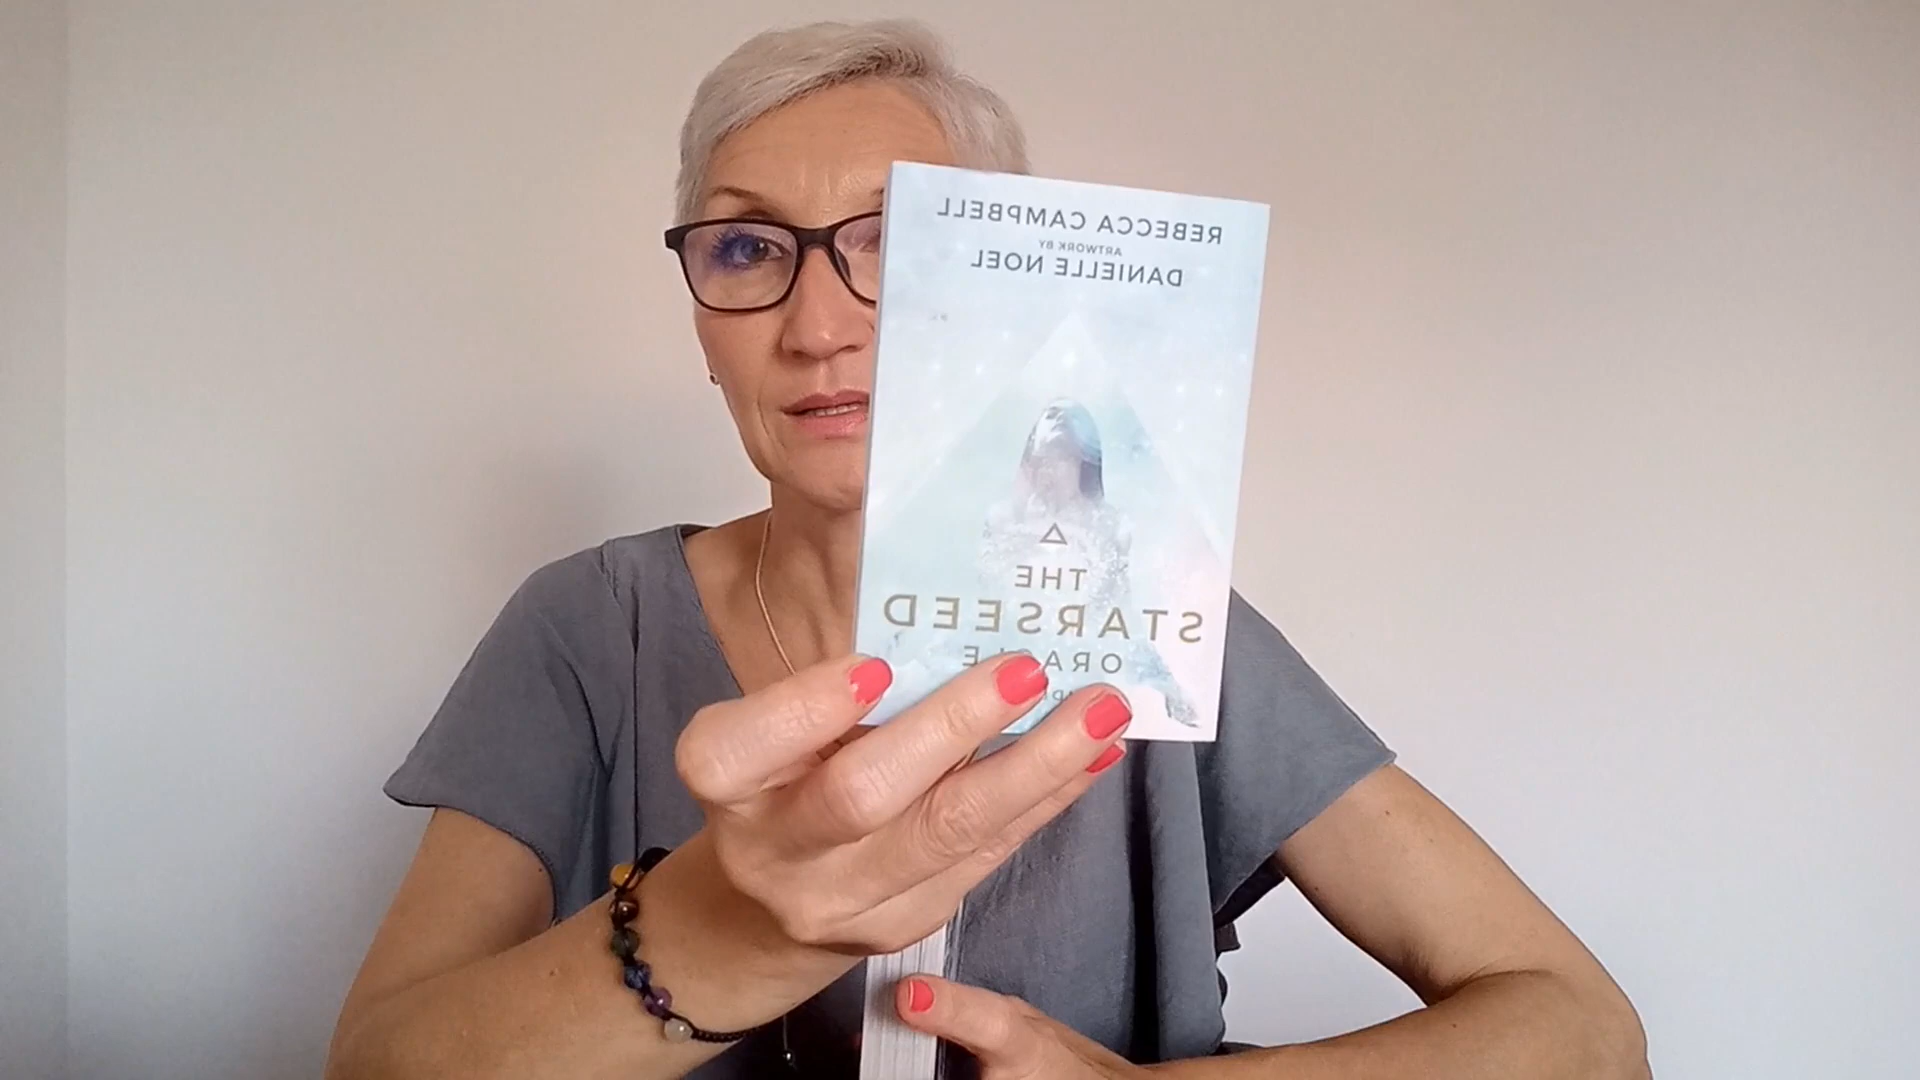 REBECCA CAMPBELL
ARTWORK BY
DANIELLE NOEL
THE
STARSEED
ORACLE